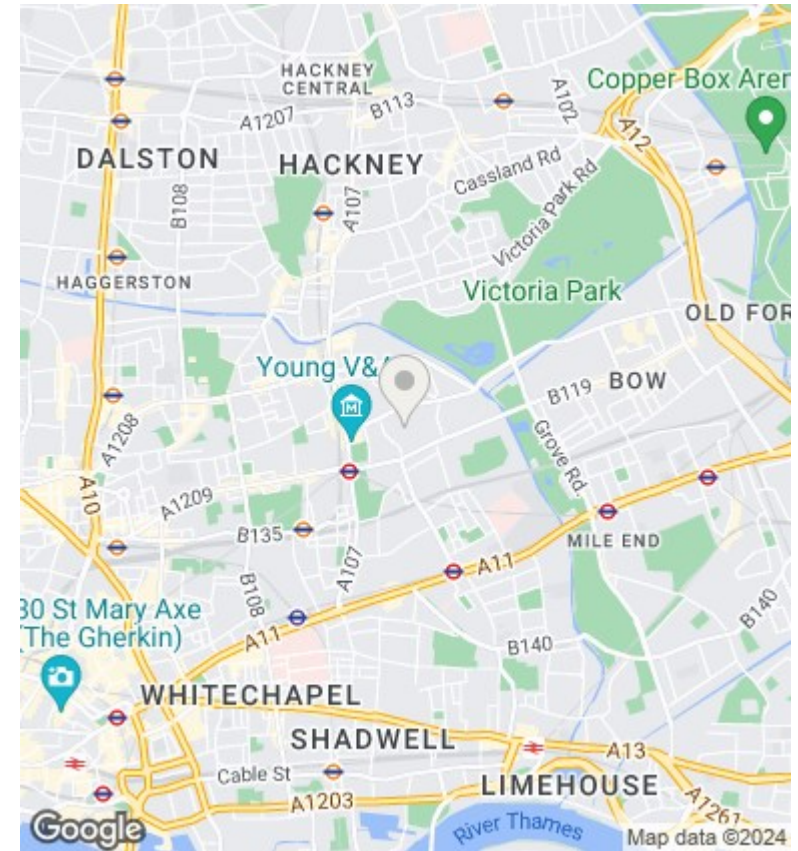 HACKNEY
CENTRAL
B113
A102
Copper Box Aren
A1207
A12
DALSTON
HACKNEY
A107
Cassland Rd
B108
Victoria Park Rd
HAGGERSTON
Victoria Park
OLD FOR
Young V&A
BOW
B119
A1208
Grove Rd.
A10
A1209
B135
MILE END
A11
A107
30 St Mary Axe
(The Gherkin)
B108
A11
B140
B140
WHITECHAPEL
SHADWELL
A13
Cable St
LIMEHOUSE
A1203
A1261
River Thames
Google
Map data ©2024